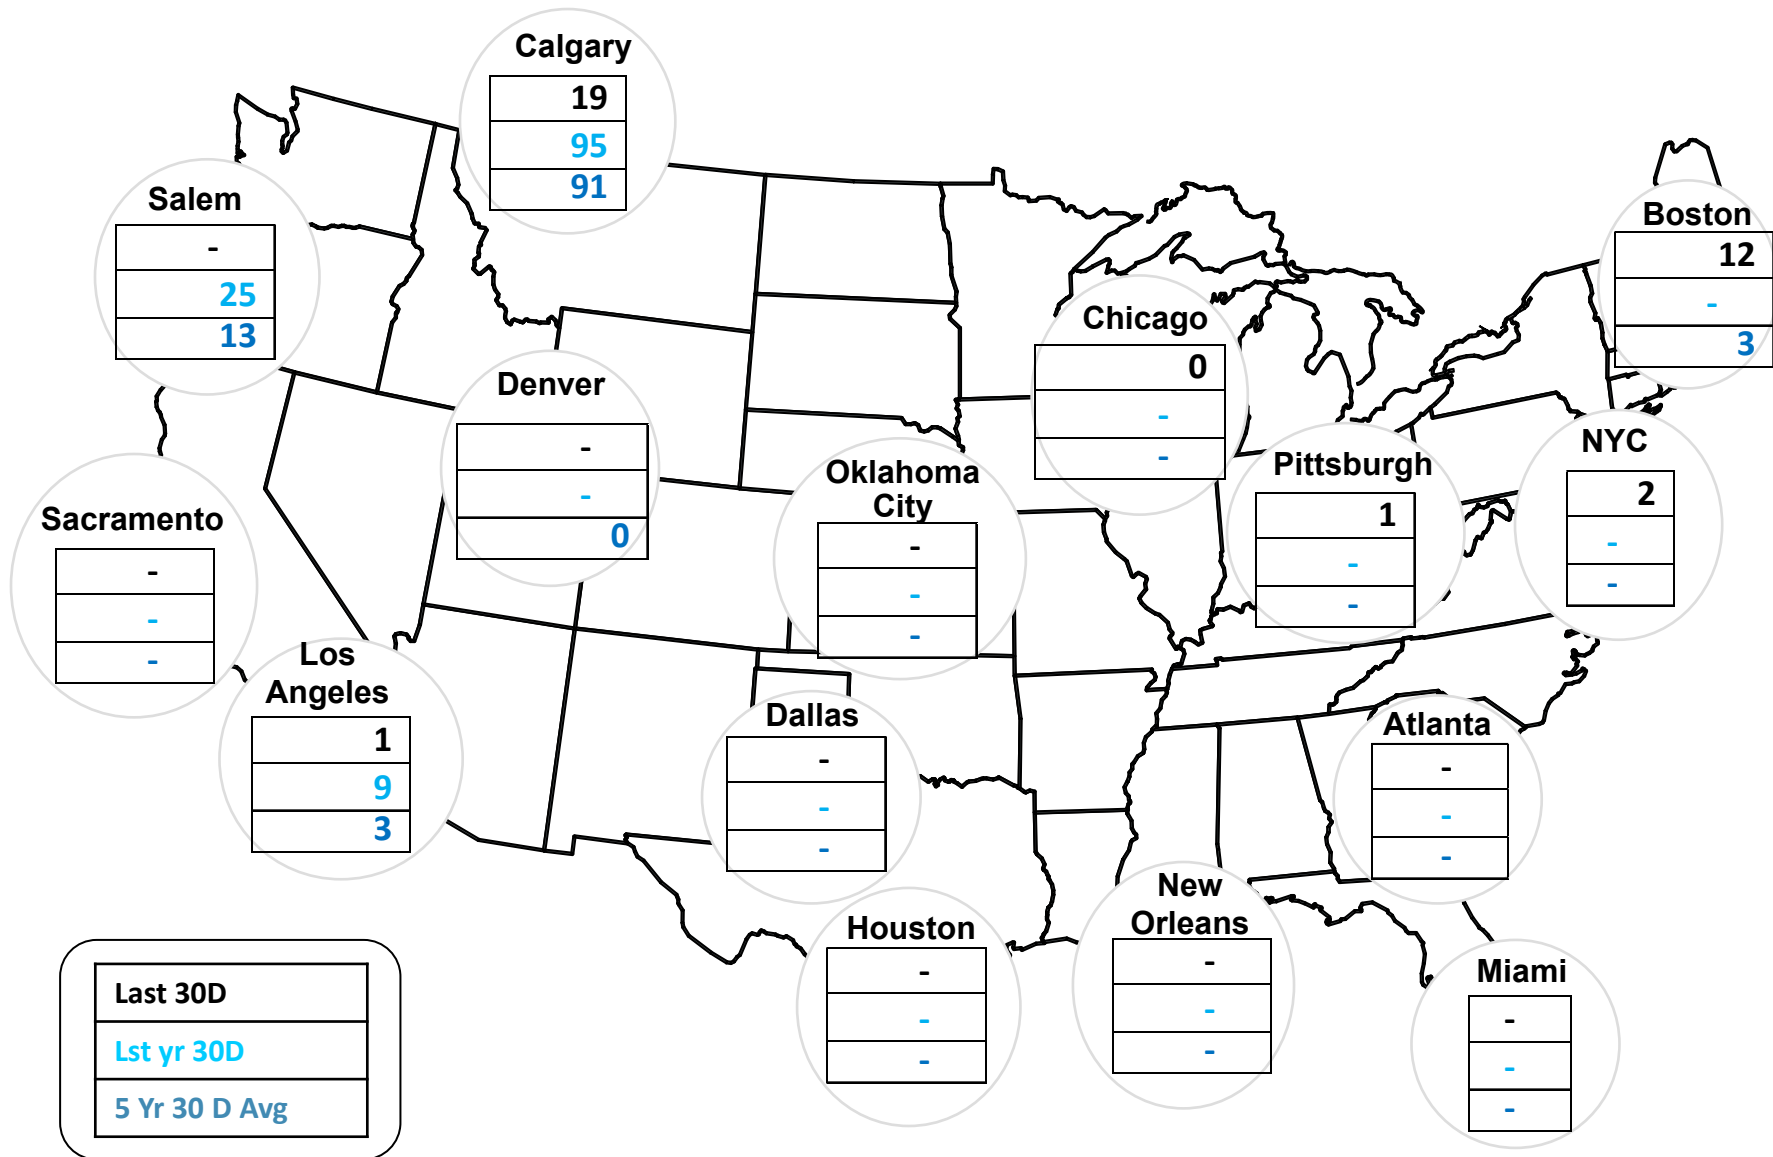 Calgary
19
95
91
Salem
-
25
13
Boston
12
-
3
Chicago
0
-
-
Denver
-
-
0
Oklahoma
City
-
-
-
Pittsburgh
1
-
-
NYC
2
-
-
Sacramento
-
-
-
Los
Angeles
1
9
3
Dallas
-
-
-
Atlanta
-
-
-
Houston
-
-
-
New
Orleans
-
-
-
Miami
-
-
-
Last 30D
Lst yr 30D
5 Yr 30 D Avg